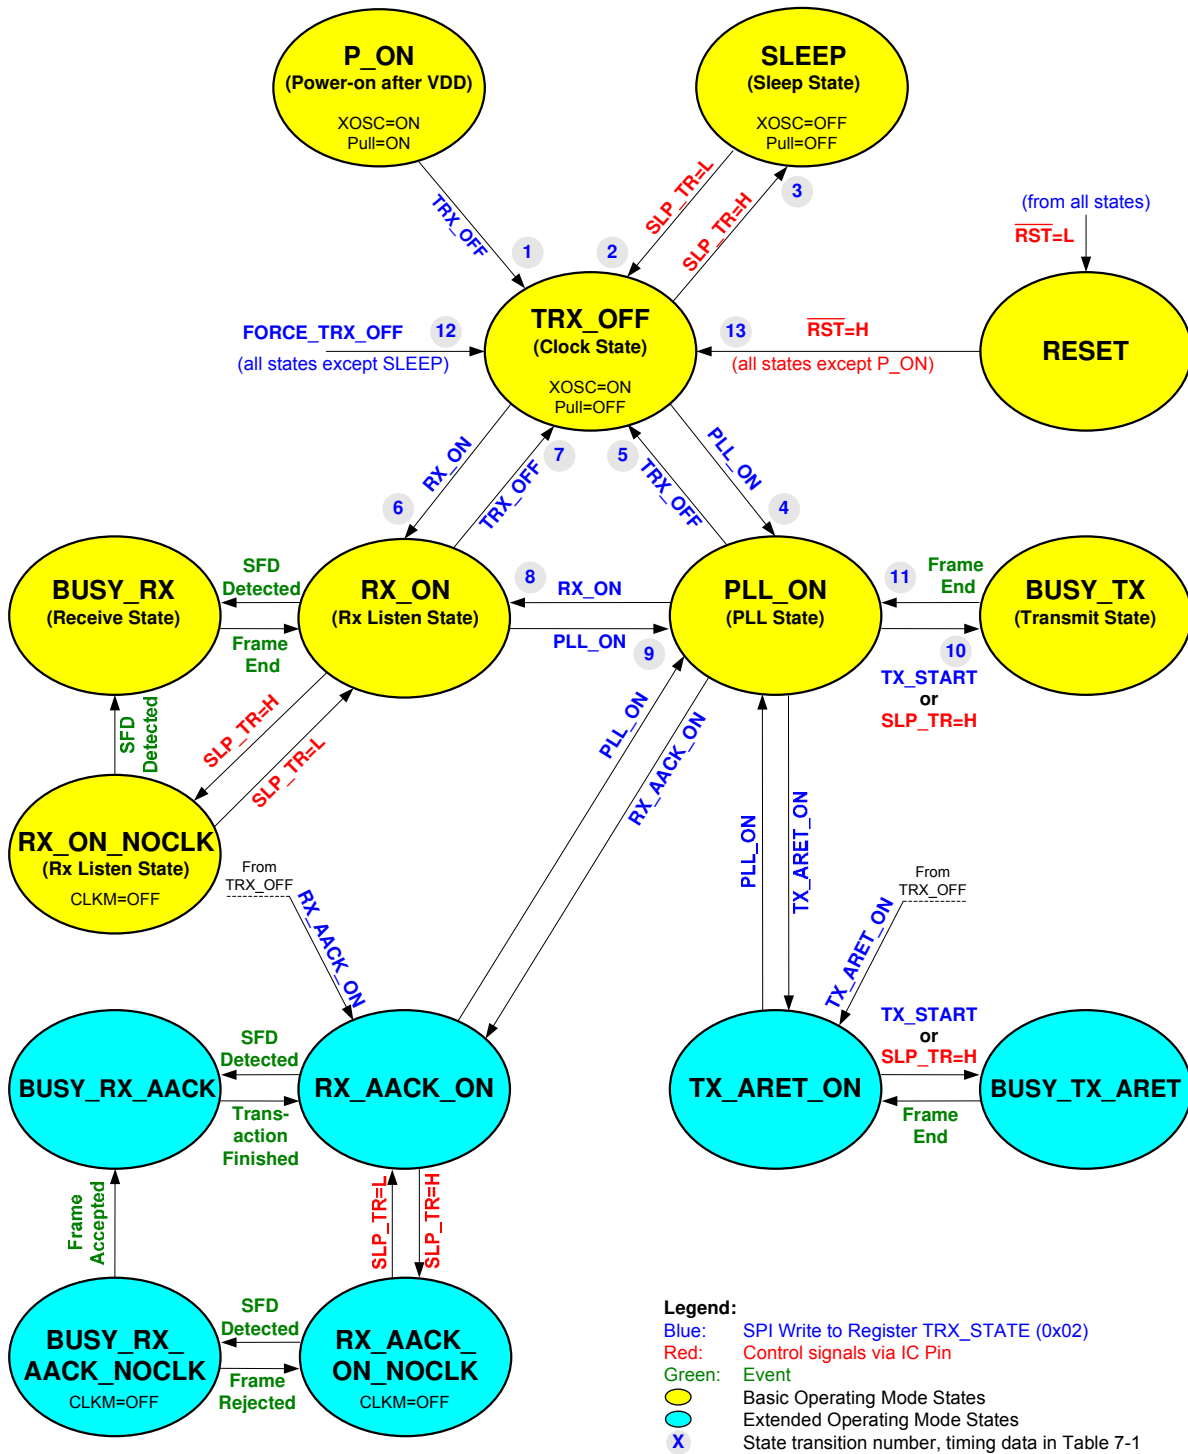 P_ON
(Power-on after VDD)
XOSC=ON
Pull=ON
SLEEP
(Sleep State)
XOSC=OFF
Pull=OFF
TRX_OFF
1
2
SLP_TR=L
SLP_TR=H
3
(from all states)
RST=L
FORCE_TRX_OFF
12
(all states except SLEEP)
TRX_OFF
(Clock State)
XOSC=ON
Pull=OFF
13
RST=H
(all states except P_ON)
RESET
RX_ON
6
7
TRX_OFF
5
TRX_OFF
PLL_ON
4
BUSY_RX
(Receive State)
SFD
Detected
Frame
End
RX_ON
(Rx Listen State)
8
RX_ON
PLL_ON
9
PLL_ON
(PLL State)
11
Frame
End
10
TX_START
or
SLP_TR=H
BUSY_TX
(Transmit State)
SFD
Detected
SLP_TR=H
SLP_TR=L
RX_ON_NOCLK
(Rx Listen State)
CLKM=OFF
From
TRX_OFF
RX_AACK_ON
PLL_ON
RX_AACK_ON
PLL_ON
TX_ARET_ON
From
TRX_OFF
TX_ARET_ON
BUSY_RX_AACK
SFD
Detected
Trans-
action
Finished
RX_AACK_ON
TX_ARET_ON
TX_START
or
SLP_TR=H
Frame
End
BUSY_TX_ARET
Frame
Accepted
SLP_TR=L
SLP_TR=H
BUSY_RX_
AACK_NOCLK
CLKM=OFF
SFD
Detected
Frame
Rejected
RX_AACK_
ON_NOCLK
CLKM=OFF
Legend:
Blue: SPI Write to Register TRX_STATE (0x02)
Red: Control signals via IC Pin
Green: Event
Basic Operating Mode States
Extended Operating Mode States
X State transition number, timing data in Table 7-1